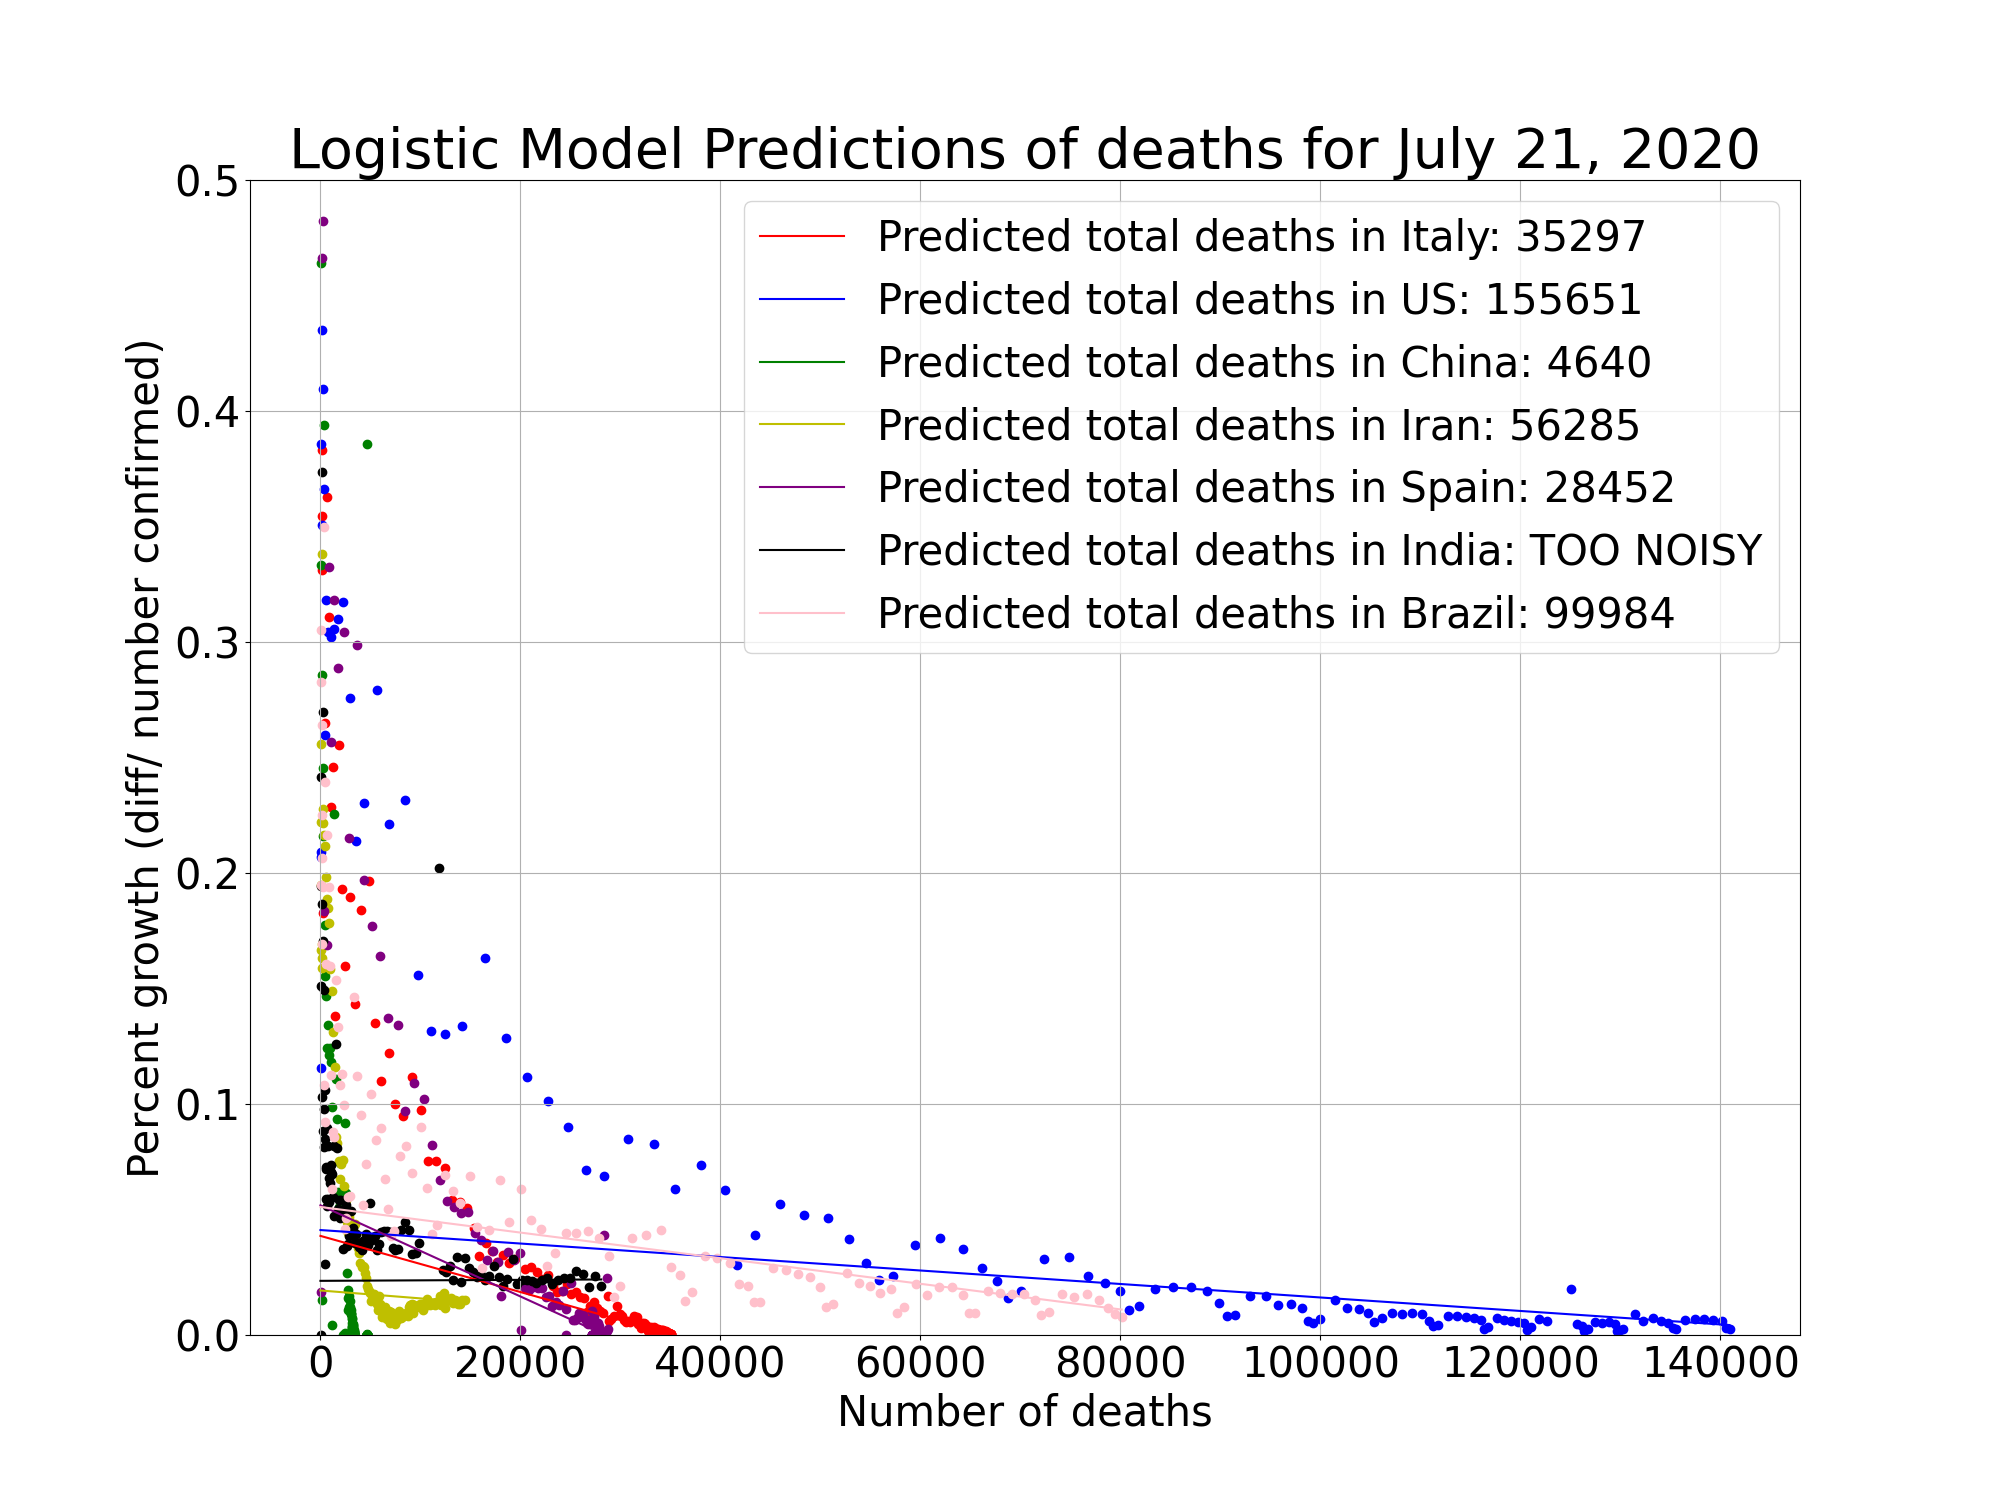 Logistic Model Predictions of deaths for July 21, 2020
0.5
0.4
0.3
0.2
0.1
0.0
Percent growth (diff/ number confirmed)
Predicted total deaths in Italy: 35297
Predicted total deaths in US: 155651
Predicted total deaths in China: 4640
Predicted total deaths in Iran: 56285
Predicted total deaths in Spain: 28452
Predicted total deaths in India: TOO NOISY
Predicted total deaths in Brazil: 99984
0 20000 40000 60000 80000 100000 120000 140000
Number of deaths